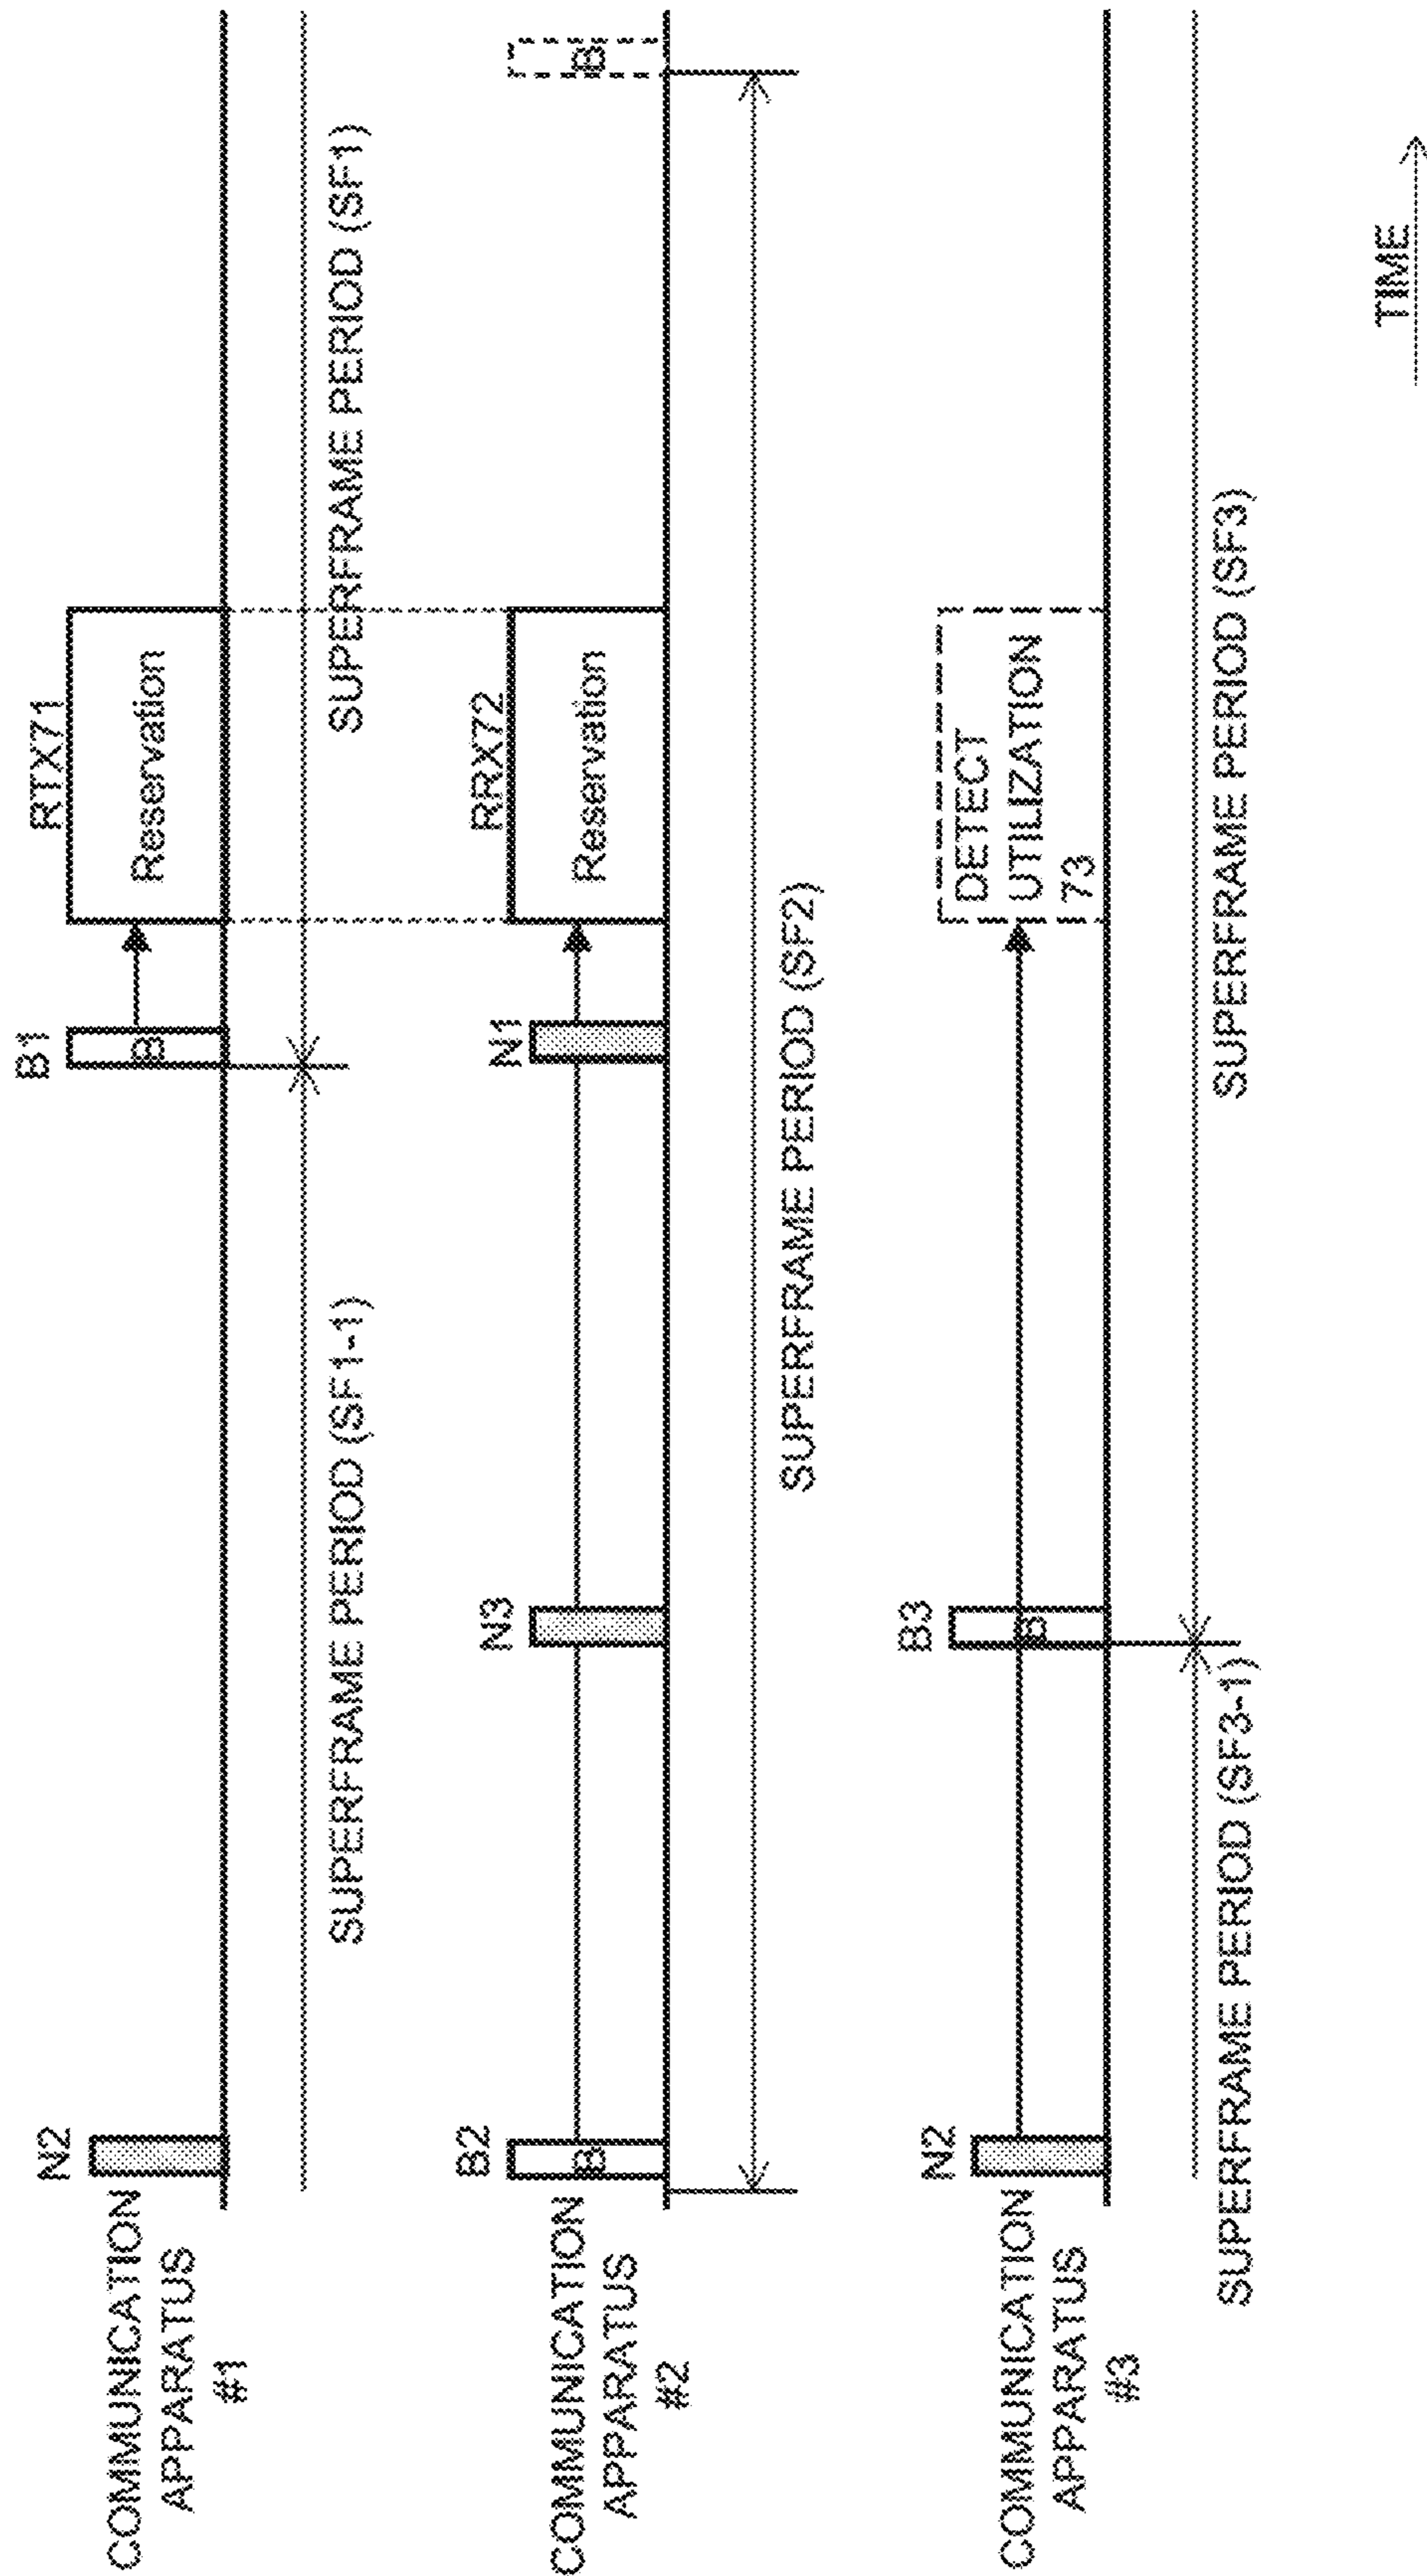 COMMUNICATION
APPARATUS
#1
N2
B1
B
RTX71
Reservation
SUPERFRAME PERIOD (SF1-1)
SUPERFRAME PERIOD (SF1)
COMMUNICATION
APPARATUS
#2
B2
B
N3
N1
RRX72
Reservation
B
SUPERFRAME PERIOD (SF2)
COMMUNICATION
APPARATUS
#3
N2
B3
B
DETECT
UTILIZATION
73
SUPERFRAME PERIOD (SF3-1)
SUPERFRAME PERIOD (SF3)
TIME